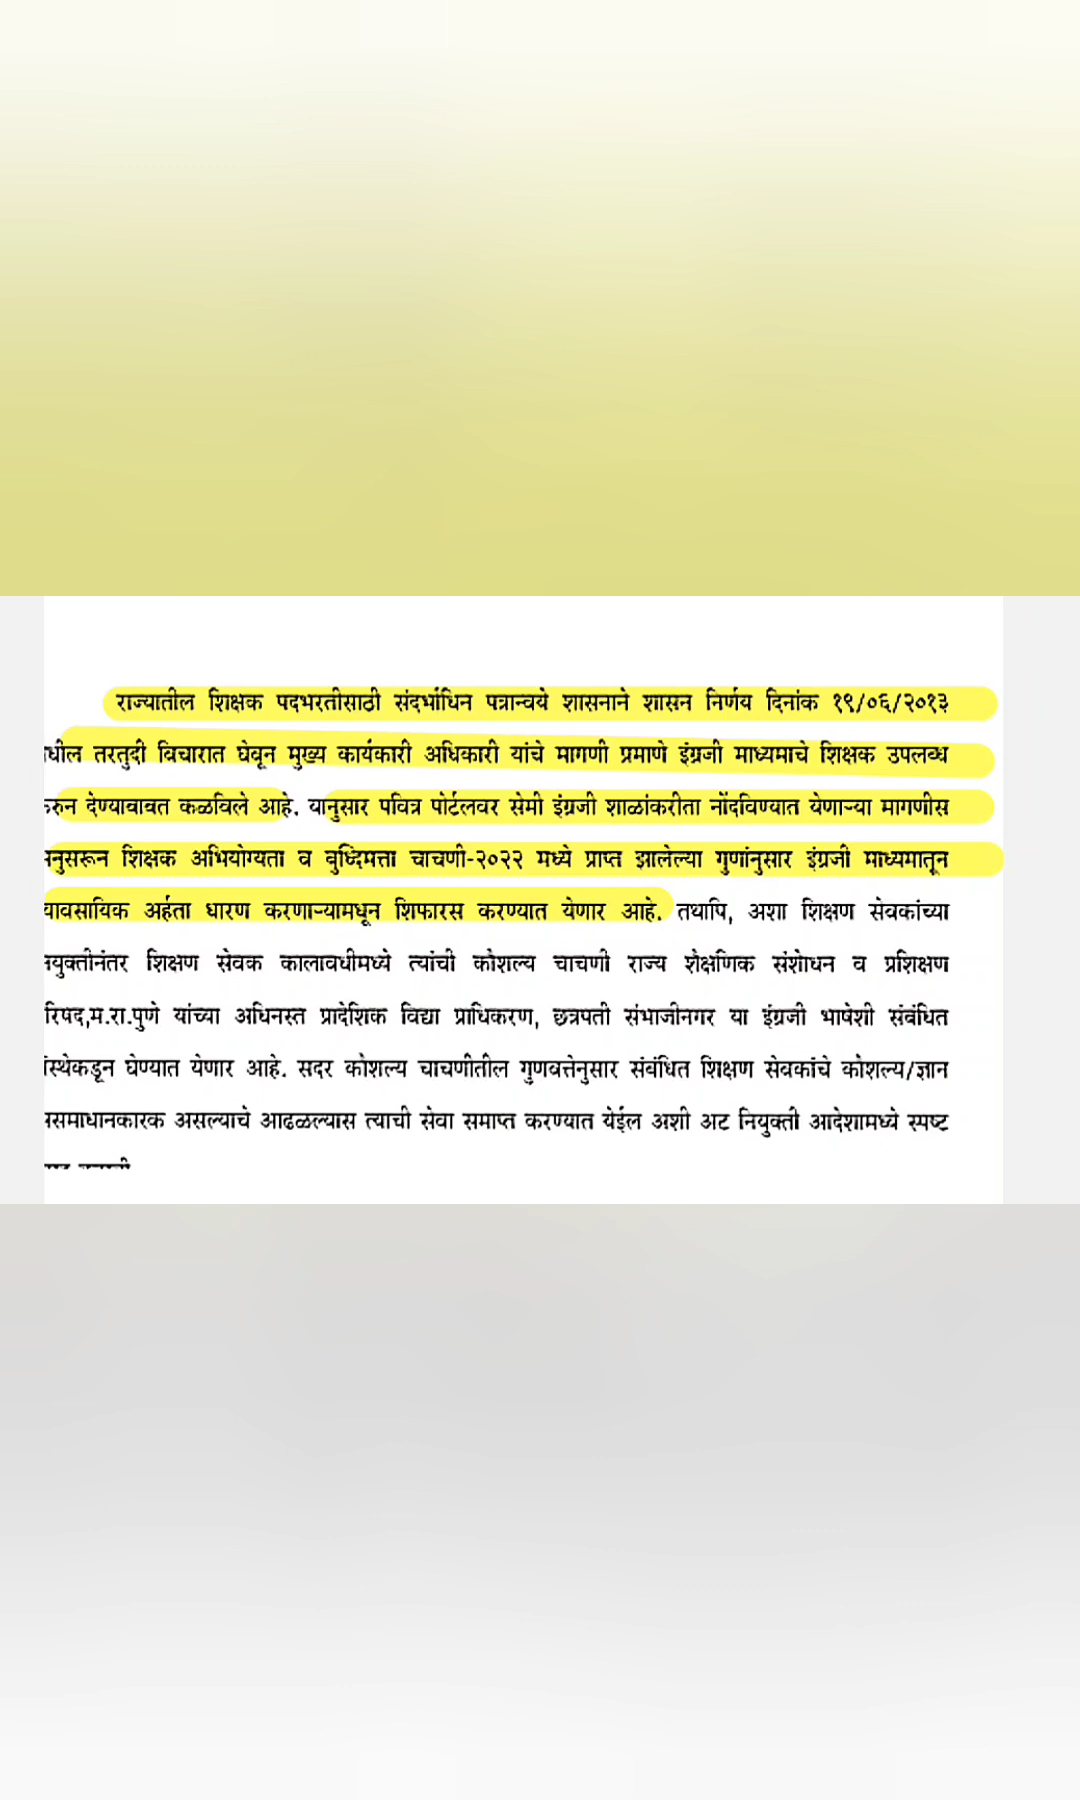 राज्यातील शिक्षक पदभरतीसाठी संदर्भाधिन पत्रान्वये शासनाने शासन निर्णय दिनांक १९/०६/२०१३
धील तरतुदी विचारात घेवून मुख्य कार्यकारी अधिकारी यांचे मागणी प्रमाणे इंग्रजी माध्यमाचे शिक्षक उपलब्ध
रुन देण्याबाबत कळविले आहे. यानुसार पवित्र पोर्टलवर सेमी इंग्रजी शाळांकरीता नोंदविण्यात येणाऱ्या मागणीस
नुसरून शिक्षक अभियोग्यता व बुध्दिमत्ता चाचणी-२०२२ मध्ये प्राप्त झालेल्या गुणांनुसार इंग्रजी माध्यमातून
यावसायिक अर्हता धारण करणाऱ्यामधून शिफारस करण्यात येणार आहे. तथापि, अशा शिक्षण सेवकांच्या
युक्तीनंतर शिक्षण सेवक कालावधीमध्ये त्यांची कौशल्य चाचणी राज्य शैक्षणिक संशोधन व प्रशिक्षण
रिषद,म.रा.पुणे यांच्या अधिनस्त प्रादेशिक विद्या प्राधिकरण, छत्रपती संभाजीनगर या इंग्रजी भाषेशी संबंधित
स्थेकडून घेण्यात येणार आहे. सदर कौशल्य चाचणीतील गुणवत्तेनुसार संबंधित शिक्षण सेवकांचे कौशल्य/ज्ञान
समाधानकारक असल्याचे आढळल्यास त्याची सेवा समाप्त करण्यात येईल अशी अट नियुक्ती आदेशामध्ये स्पष्ट